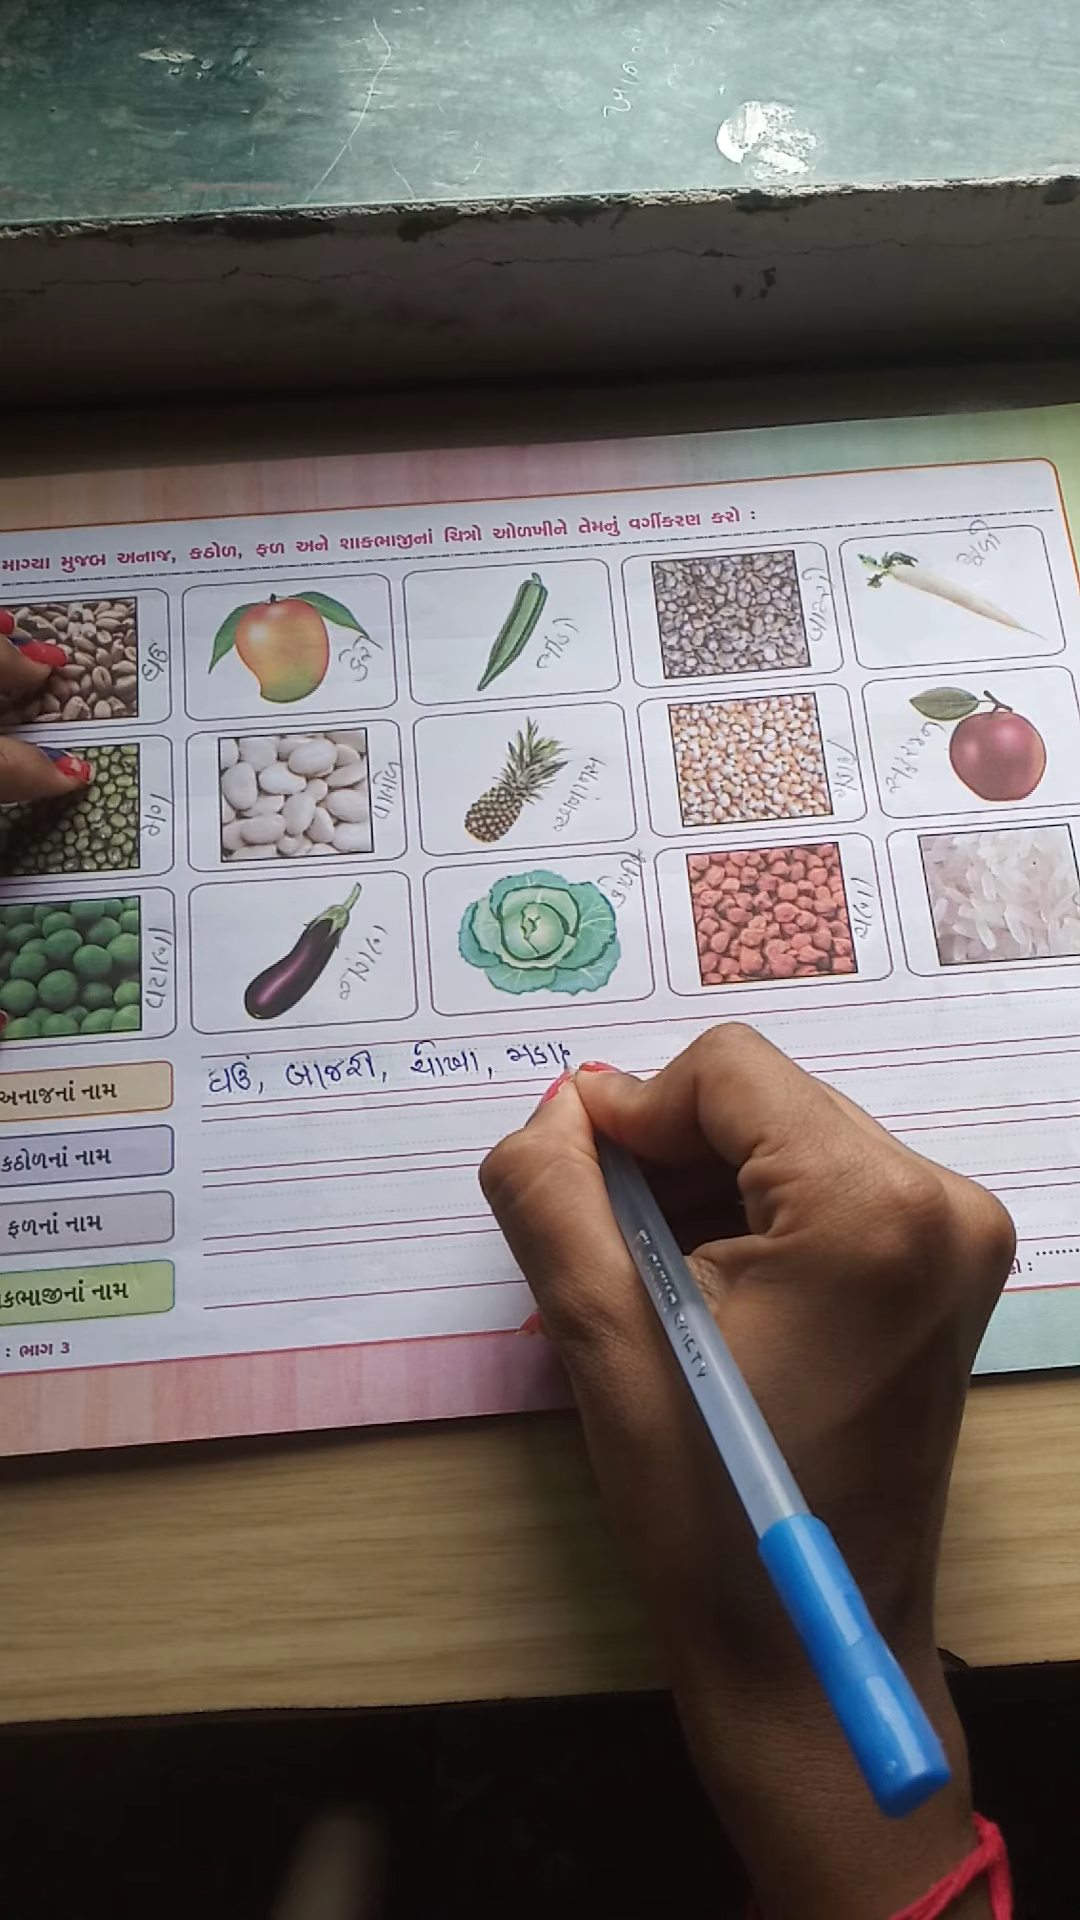 માગ્યા મુજબ અનાજ, કઠોળ, ફળ અને શાકભાજીનાં ચિત્રો ઓળખીને તેમનું વર્ગીકરણ કરો :
ઘઉં
કેરી
ભીંડો
બાજરી
મૂળો
મગ
વાલોળ
અનાનસ
મકાઈ
સફરજન
વટાણા
રીંગણ
કોબીજ
ચણા
અનાજનાં નામ
ઘઉં, બાજરી, ચોખા, મકાઈ
કઠોળનાં નામ
ફળનાં નામ
કભાજીનાં નામ
: ભાગ 3